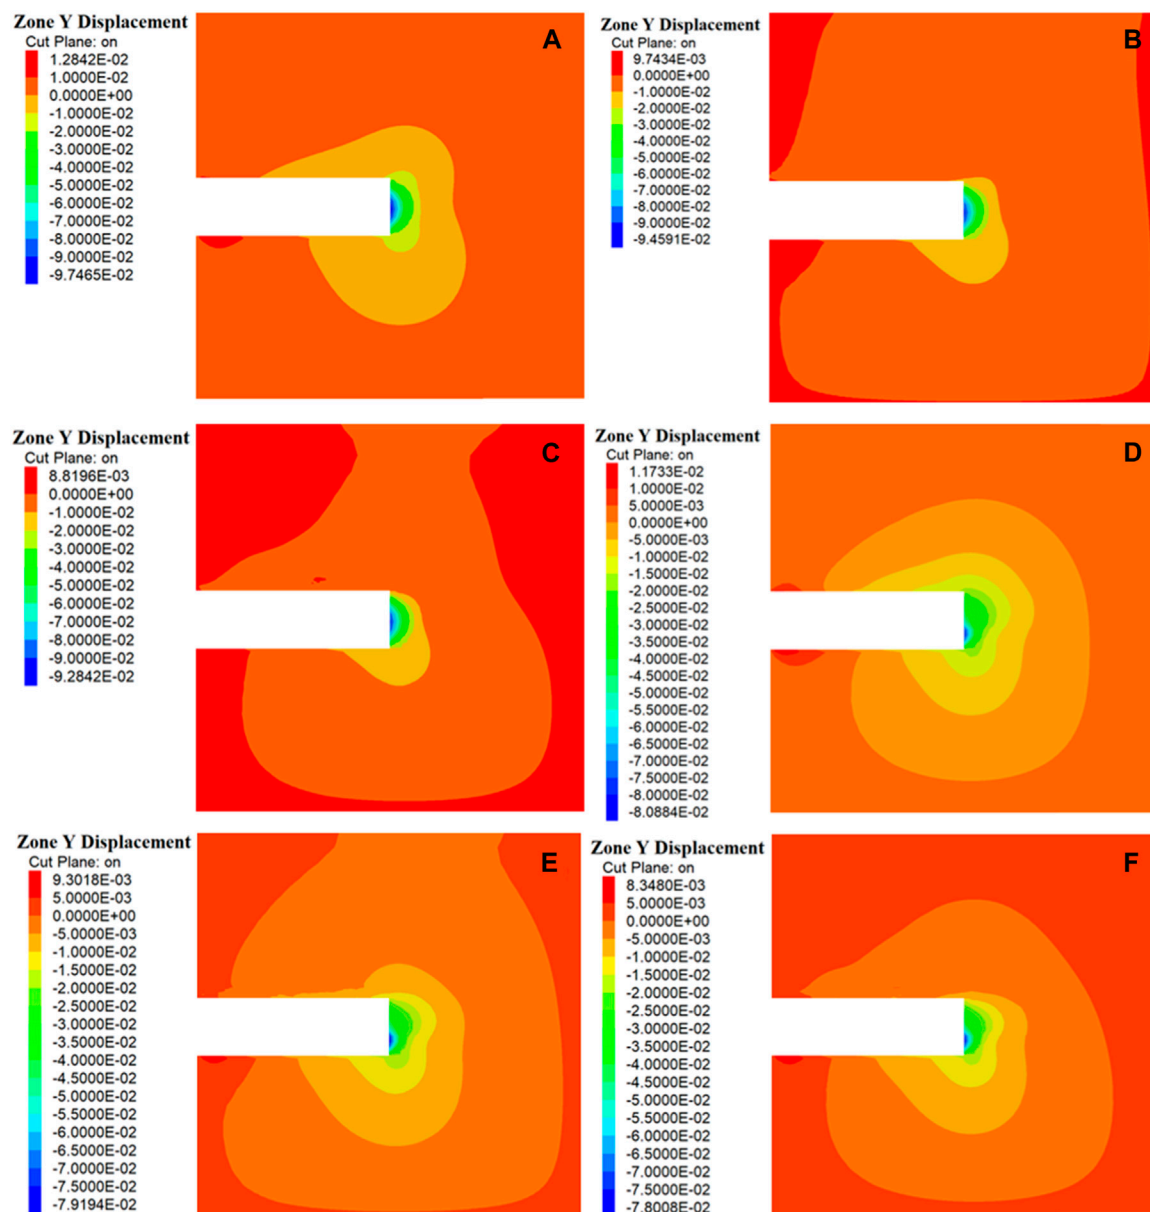 Zone Y Displacement
Cut Plane: on
1.2842E-02
1.0000E-02
0.0000E+00
-1.0000E-02
-2.0000E-02
-3.0000E-02
-4.0000E-02
-5.0000E-02
-6.0000E-02
-7.0000E-02
-8.0000E-02
-9.0000E-02
-9.7465E-02
A
Zone Y Displacement
Cut Plane: on
9.7434E-03
0.0000E+00
-1.0000E-02
-2.0000E-02
-3.0000E-02
-4.0000E-02
-5.0000E-02
-6.0000E-02
-7.0000E-02
-8.0000E-02
-9.0000E-02
-9.4591E-02
B
Zone Y Displacement
Cut Plane: on
8.8196E-03
0.0000E+00
-1.0000E-02
-2.0000E-02
-3.0000E-02
-4.0000E-02
-5.0000E-02
-6.0000E-02
-7.0000E-02
-8.0000E-02
-9.0000E-02
-9.2842E-02
C
Zone Y Displacement
Cut Plane: on
1.1733E-02
1.0000E-02
5.0000E-03
0.0000E+00
-5.0000E-03
-1.0000E-02
-1.5000E-02
-2.0000E-02
-2.5000E-02
-3.0000E-02
-3.5000E-02
-4.0000E-02
-4.5000E-02
-5.0000E-02
-5.5000E-02
-6.0000E-02
-6.5000E-02
-7.0000E-02
-7.5000E-02
-8.0000E-02
-8.0884E-02
D
Zone Y Displacement
Cut Plane: on
9.3018E-03
5.0000E-03
0.0000E+00
-5.0000E-03
-1.0000E-02
-1.5000E-02
-2.0000E-02
-2.5000E-02
-3.0000E-02
-3.5000E-02
-4.0000E-02
-4.5000E-02
-5.0000E-02
-5.5000E-02
-6.0000E-02
-6.5000E-02
-7.0000E-02
-7.5000E-02
-7.9194E-02
E
Zone Y Displacement
Cut Plane: on
8.3480E-03
5.0000E-03
0.0000E+00
-5.0000E-03
-1.0000E-02
-1.5000E-02
-2.0000E-02
-2.5000E-02
-3.0000E-02
-3.5000E-02
-4.0000E-02
-4.5000E-02
-5.0000E-02
-5.5000E-02
-6.0000E-02
-6.5000E-02
-7.0000E-02
-7.5000E-02
-7.8008E-02
F